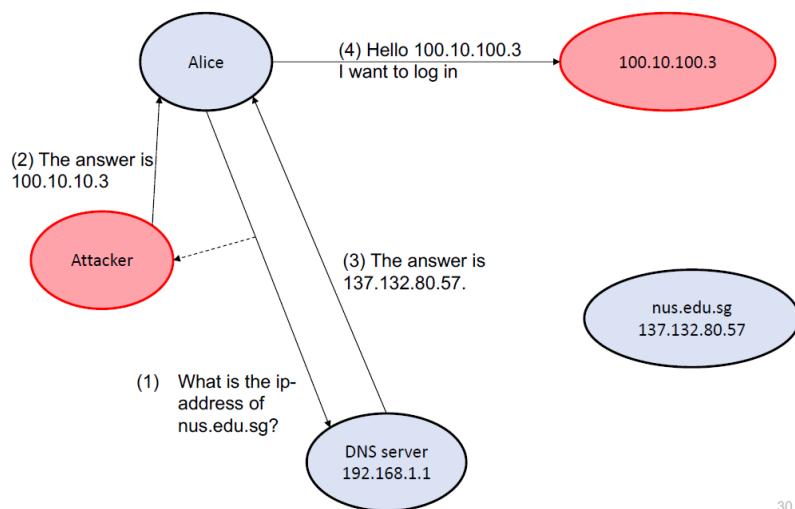 Alice
(4) Hello 100.10.100.3
I want to log in
100.10.100.3
(2) The answer is
100.10.10.3
Attacker
(3) The answer is
137.132.80.57.
nus.edu.sg
137.132.80.57
(1) What is the ip-
address of
nus.edu.sg?
DNS server
192.168.1.1
30